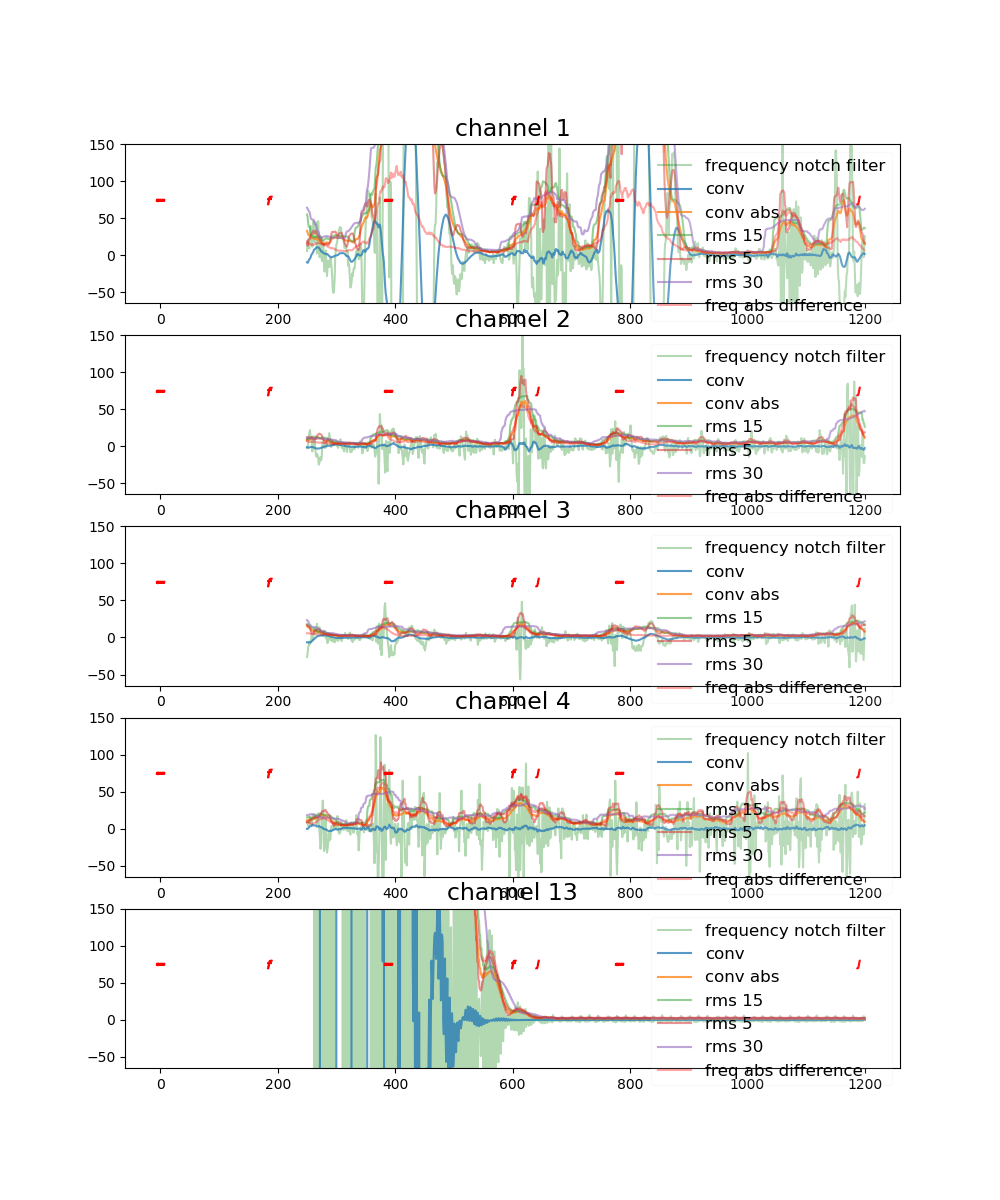 channel 1
150
100
50
0
−50
frequency notch filter
conv
conv abs
rms 15
rms 5
rms 30
freq abs difference
– f – f J – J
0 200 400 600 800 1000 1200
channel 2
150
100
50
0
−50
frequency notch filter
conv
conv abs
rms 15
rms 5
rms 30
freq abs difference
– f – f J – J
0 200 400 600 800 1000 1200
channel 3
150
100
50
0
−50
frequency notch filter
conv
conv abs
rms 15
rms 5
rms 30
freq abs difference
– f – f J – J
0 200 400 600 800 1000 1200
channel 4
150
100
50
0
−50
frequency notch filter
conv
conv abs
rms 15
rms 5
rms 30
freq abs difference
– f – f J – J
0 200 400 600 800 1000 1200
channel 13
150
100
50
0
−50
frequency notch filter
conv
conv abs
rms 15
rms 5
rms 30
freq abs difference
– f – f J – J
0 200 400 600 800 1000 1200